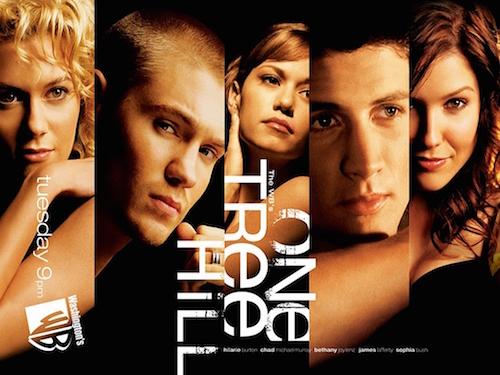 tuesday 9pm
Washington's
WB
The WB's
ONE
TREE
HILL
hilarie burton chad michael murray bethany joy lenz james lafferty sophia bush